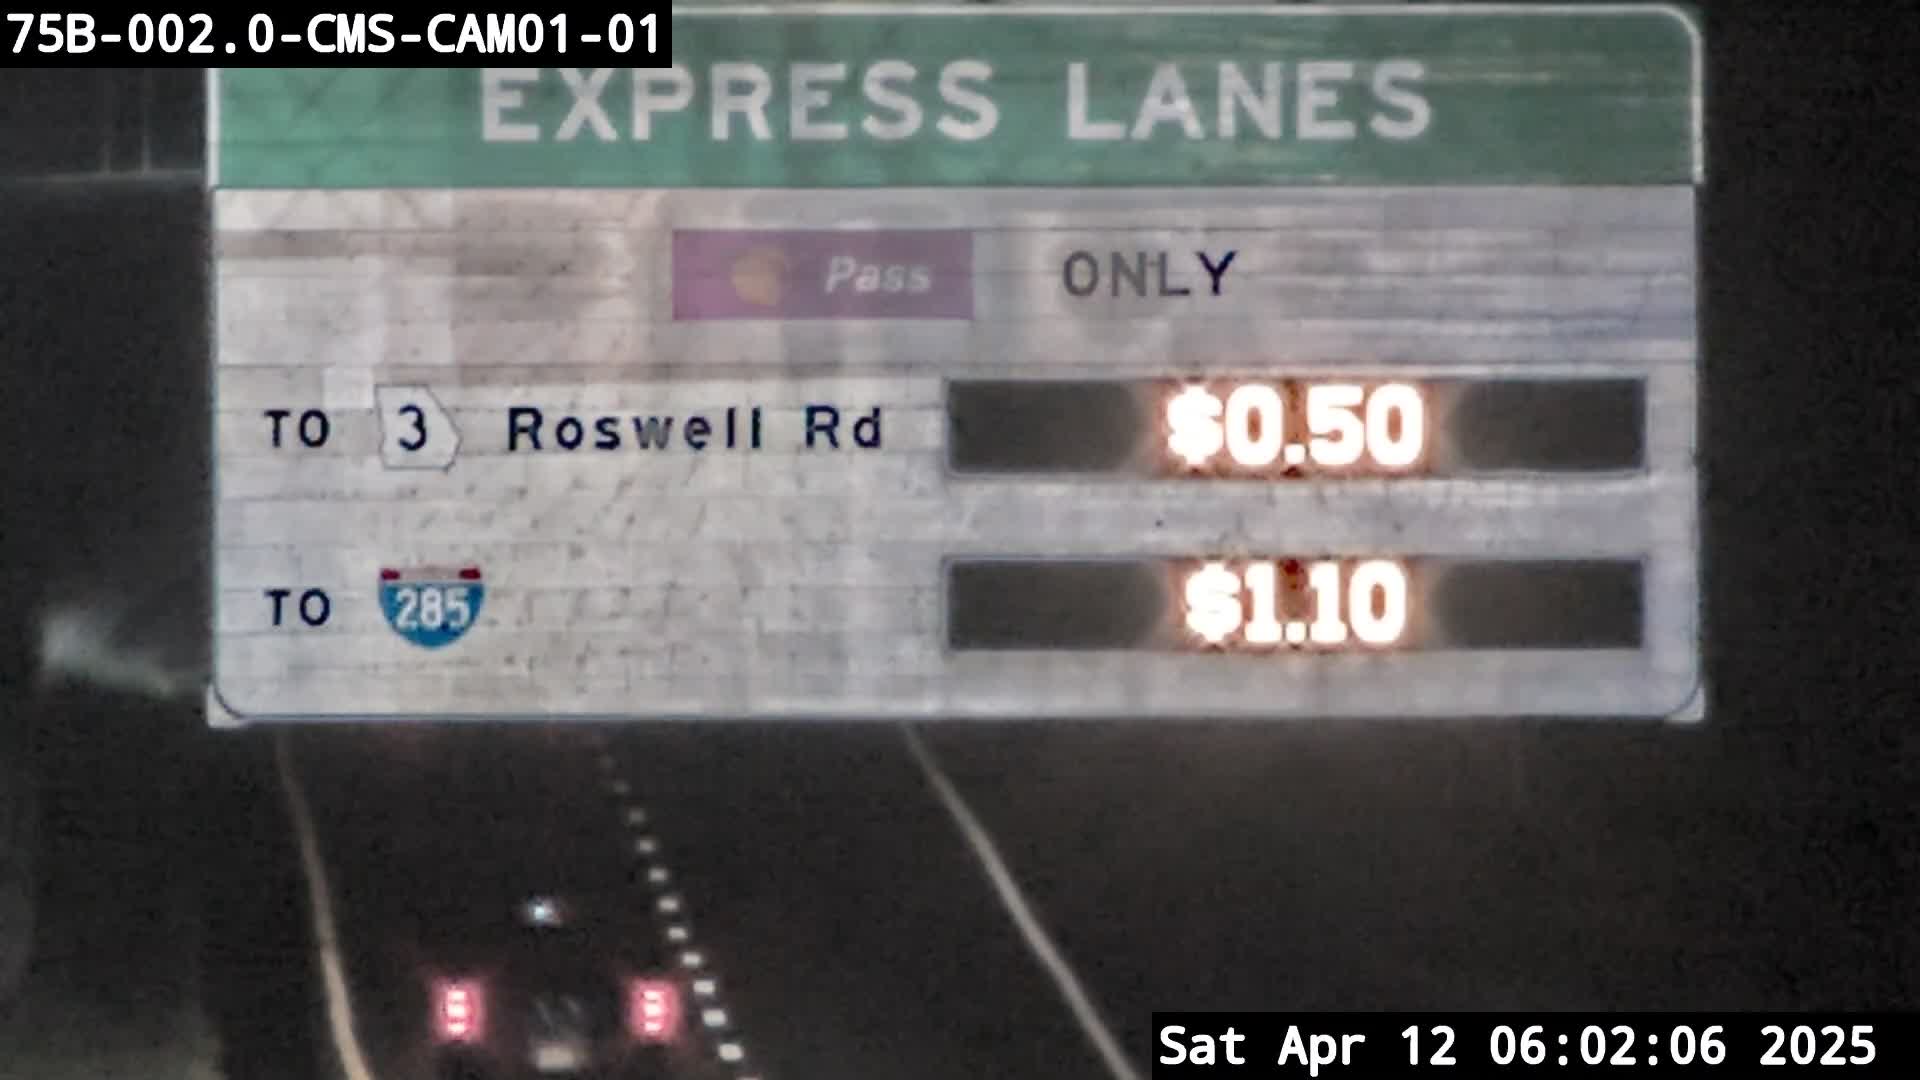 75B-002.0-CMS-CAM01-01
EXPRESS LANES
Pass ONLY
TO 3 Roswell Rd $0.50
TO 285 $1.10
Sat Apr 12 06:02:06 2025